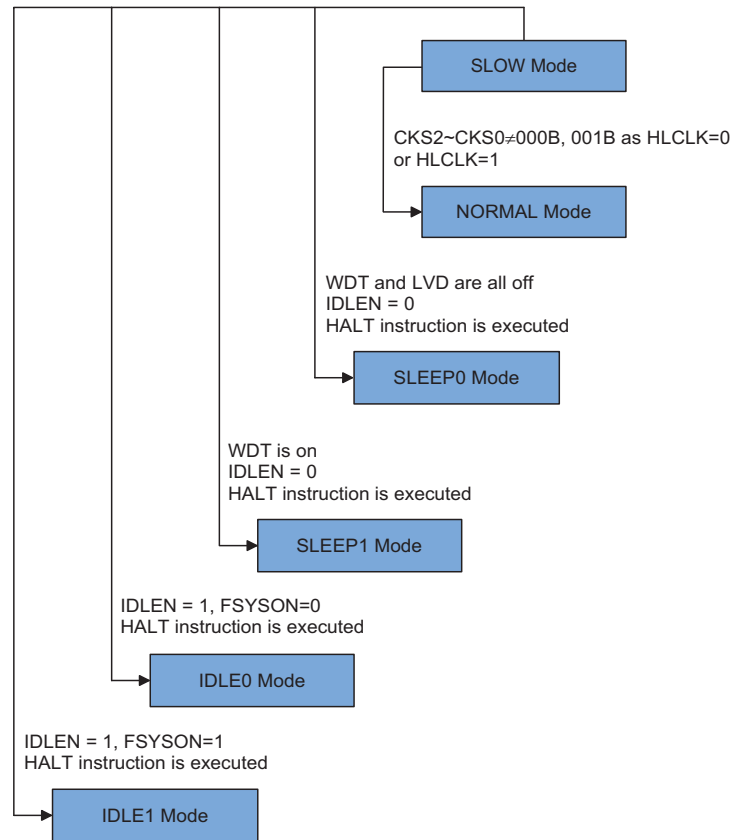 SLOW Mode
CKS2~CKS0≠000B, 001B as HLCLK=0
or HLCLK=1
NORMAL Mode
WDT and LVD are all off
IDLEN = 0
HALT instruction is executed
SLEEP0 Mode
WDT is on
IDLEN = 0
HALT instruction is executed
SLEEP1 Mode
IDLEN = 1, FSYSON=0
HALT instruction is executed
IDLE0 Mode
IDLEN = 1, FSYSON=1
HALT instruction is executed
IDLE1 Mode